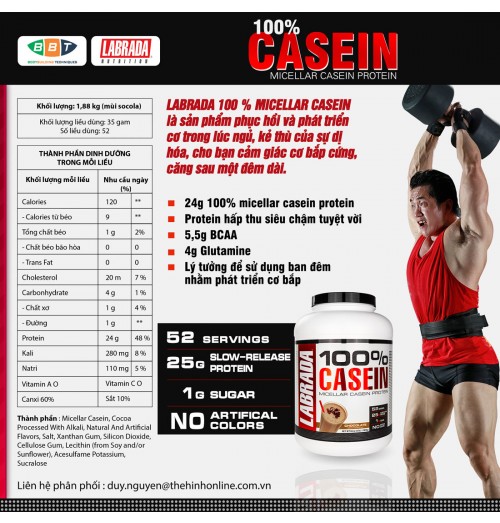 100%
CASEIN
MICELLAR CASEIN PROTEIN
BBT
BODYBUILDING TECHNIQUES
LABRADA
NUTRITION
Khối lượng: 1,88 kg (mùi socola)
Khối lượng liều dùng: 35 gam
Số liều dùng: 52
THÀNH PHẦN DINH DƯỠNG
TRONG MỖI LIỀU
Khối lượng mỗi liều Nhu cầu ngày (%)
Calories 120 **
- Calories từ béo 9 **
Tổng chất béo 1 g 2%
- Chất béo bão hòa 0 0
- Trans Fat 0 0
Cholesterol 20 m 7 %
Carbonhydrate 4 g 1 %
- Chất xơ 1 g 4 %
- Đường 1 g **
Protein 24 g 48 %
Kali 280 mg 8 %
Natri 110 mg 5 %
Vitamin A O Vitamin C O
Canxi 60% Sắt 10%
Thành phần : Micellar Casein, Cocoa
Processed With Alkali, Natural And Artificial
Flavors, Salt, Xanthan Gum, Silicon Dioxide,
Cellulose Gum, Lecithin (from Soy and/or
Sunflower), Acesulfame Potassium,
Sucralose
LABRADA 100 % MICELLAR CASEIN
là sản phẩm phục hồi và phát triển
cơ trong lúc ngủ, kẻ thù của sự dị
hóa, cho bạn cảm giác cơ bắp cứng,
căng sau một đêm dài.
24g 100% micellar casein protein
Protein hấp thu siêu chậm tuyệt vời
5,5g BCAA
4g Glutamine
Lý tưởng để sử dụng ban đêm
nhằm phát triển cơ bắp
52 SERVINGS
25G SLOW-RELEASE PROTEIN
1G SUGAR
NO ARTIFICAL COLORS
LABRADA
100%
CASEIN
MICELLAR CASEIN PROTEIN
CHOCOLATE
Liên hệ phân phối : duy.nguyen@thehinhonline.com.vn